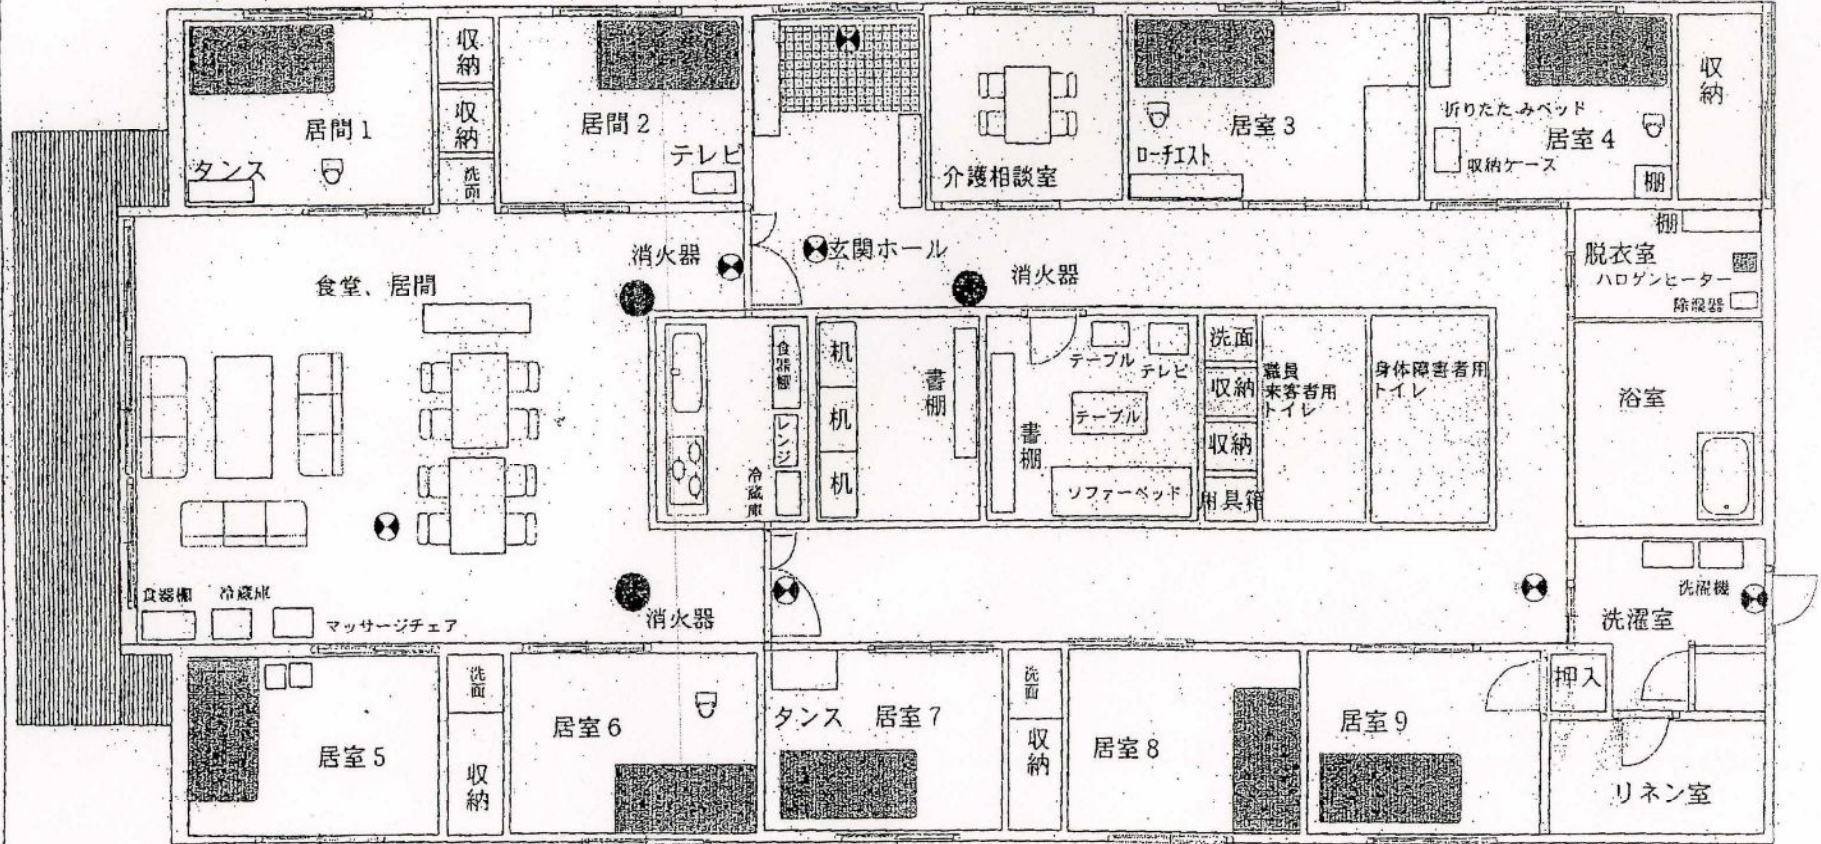 収納
収納
洗面
居間1
タンス
居間2
テレビ
介護相談室
居室3
ローチエスト
折りたたみベッド
居室4
収納ケース
棚
収納
消火器
玄関ホール
消火器
棚
脱衣室
ハロゲンヒーター
除湿器
食堂、居間
食器棚
レンジ
冷蔵庫
机
机
机
書棚
書棚
テーブル
テレビ
テーブル
ソファーベッド
洗面
収納
収納
用具箱
職員
来客者用
トイレ
身体障害者用
トイレ
浴室
食器棚
冷蔵庫
マッサージチェア
消火器
洗濯機
洗濯室
居室5
洗面
収納
居室6
タンス
居室7
洗面
収納
居室8
居室9
押入
リネン室